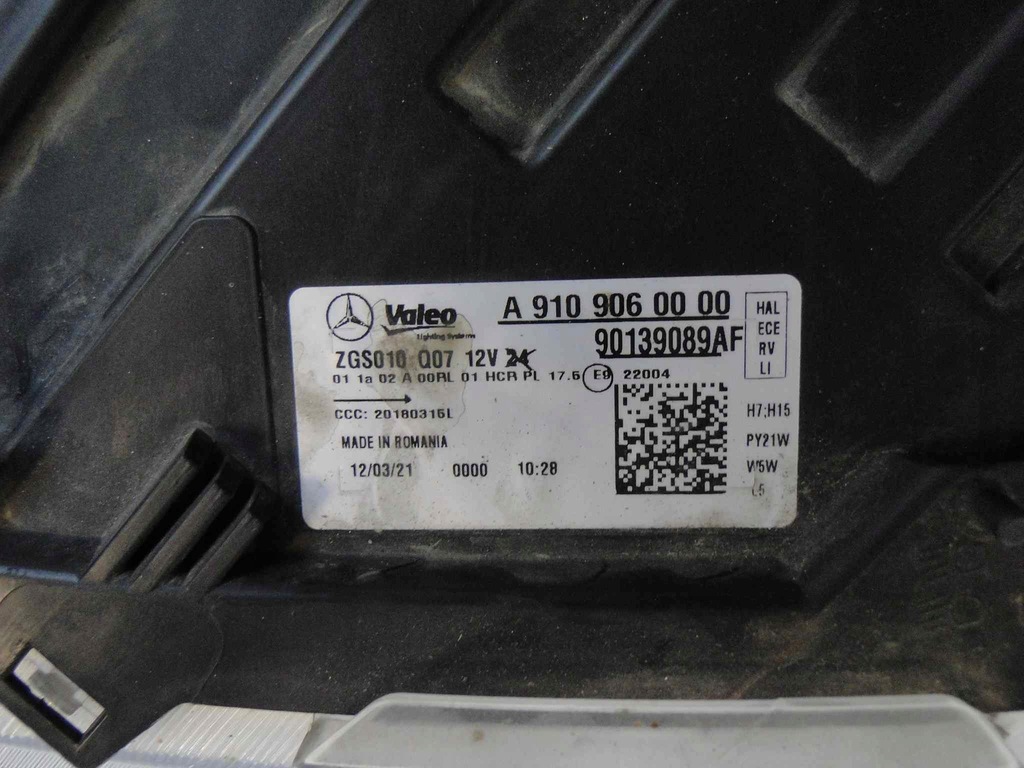 Valeo
Lighting Systems
A 910 906 00 00
90139089AF
HAL
ECE
RV
LI
ZGS010 Q07 12V 24
01 1a 02 A 00RL 01 HCR PL 17.5 E9 22004
CCC: 20180315L
MADE IN ROMANIA
12/03/21 0000 10:28
H7;H15
PY21W
W5W